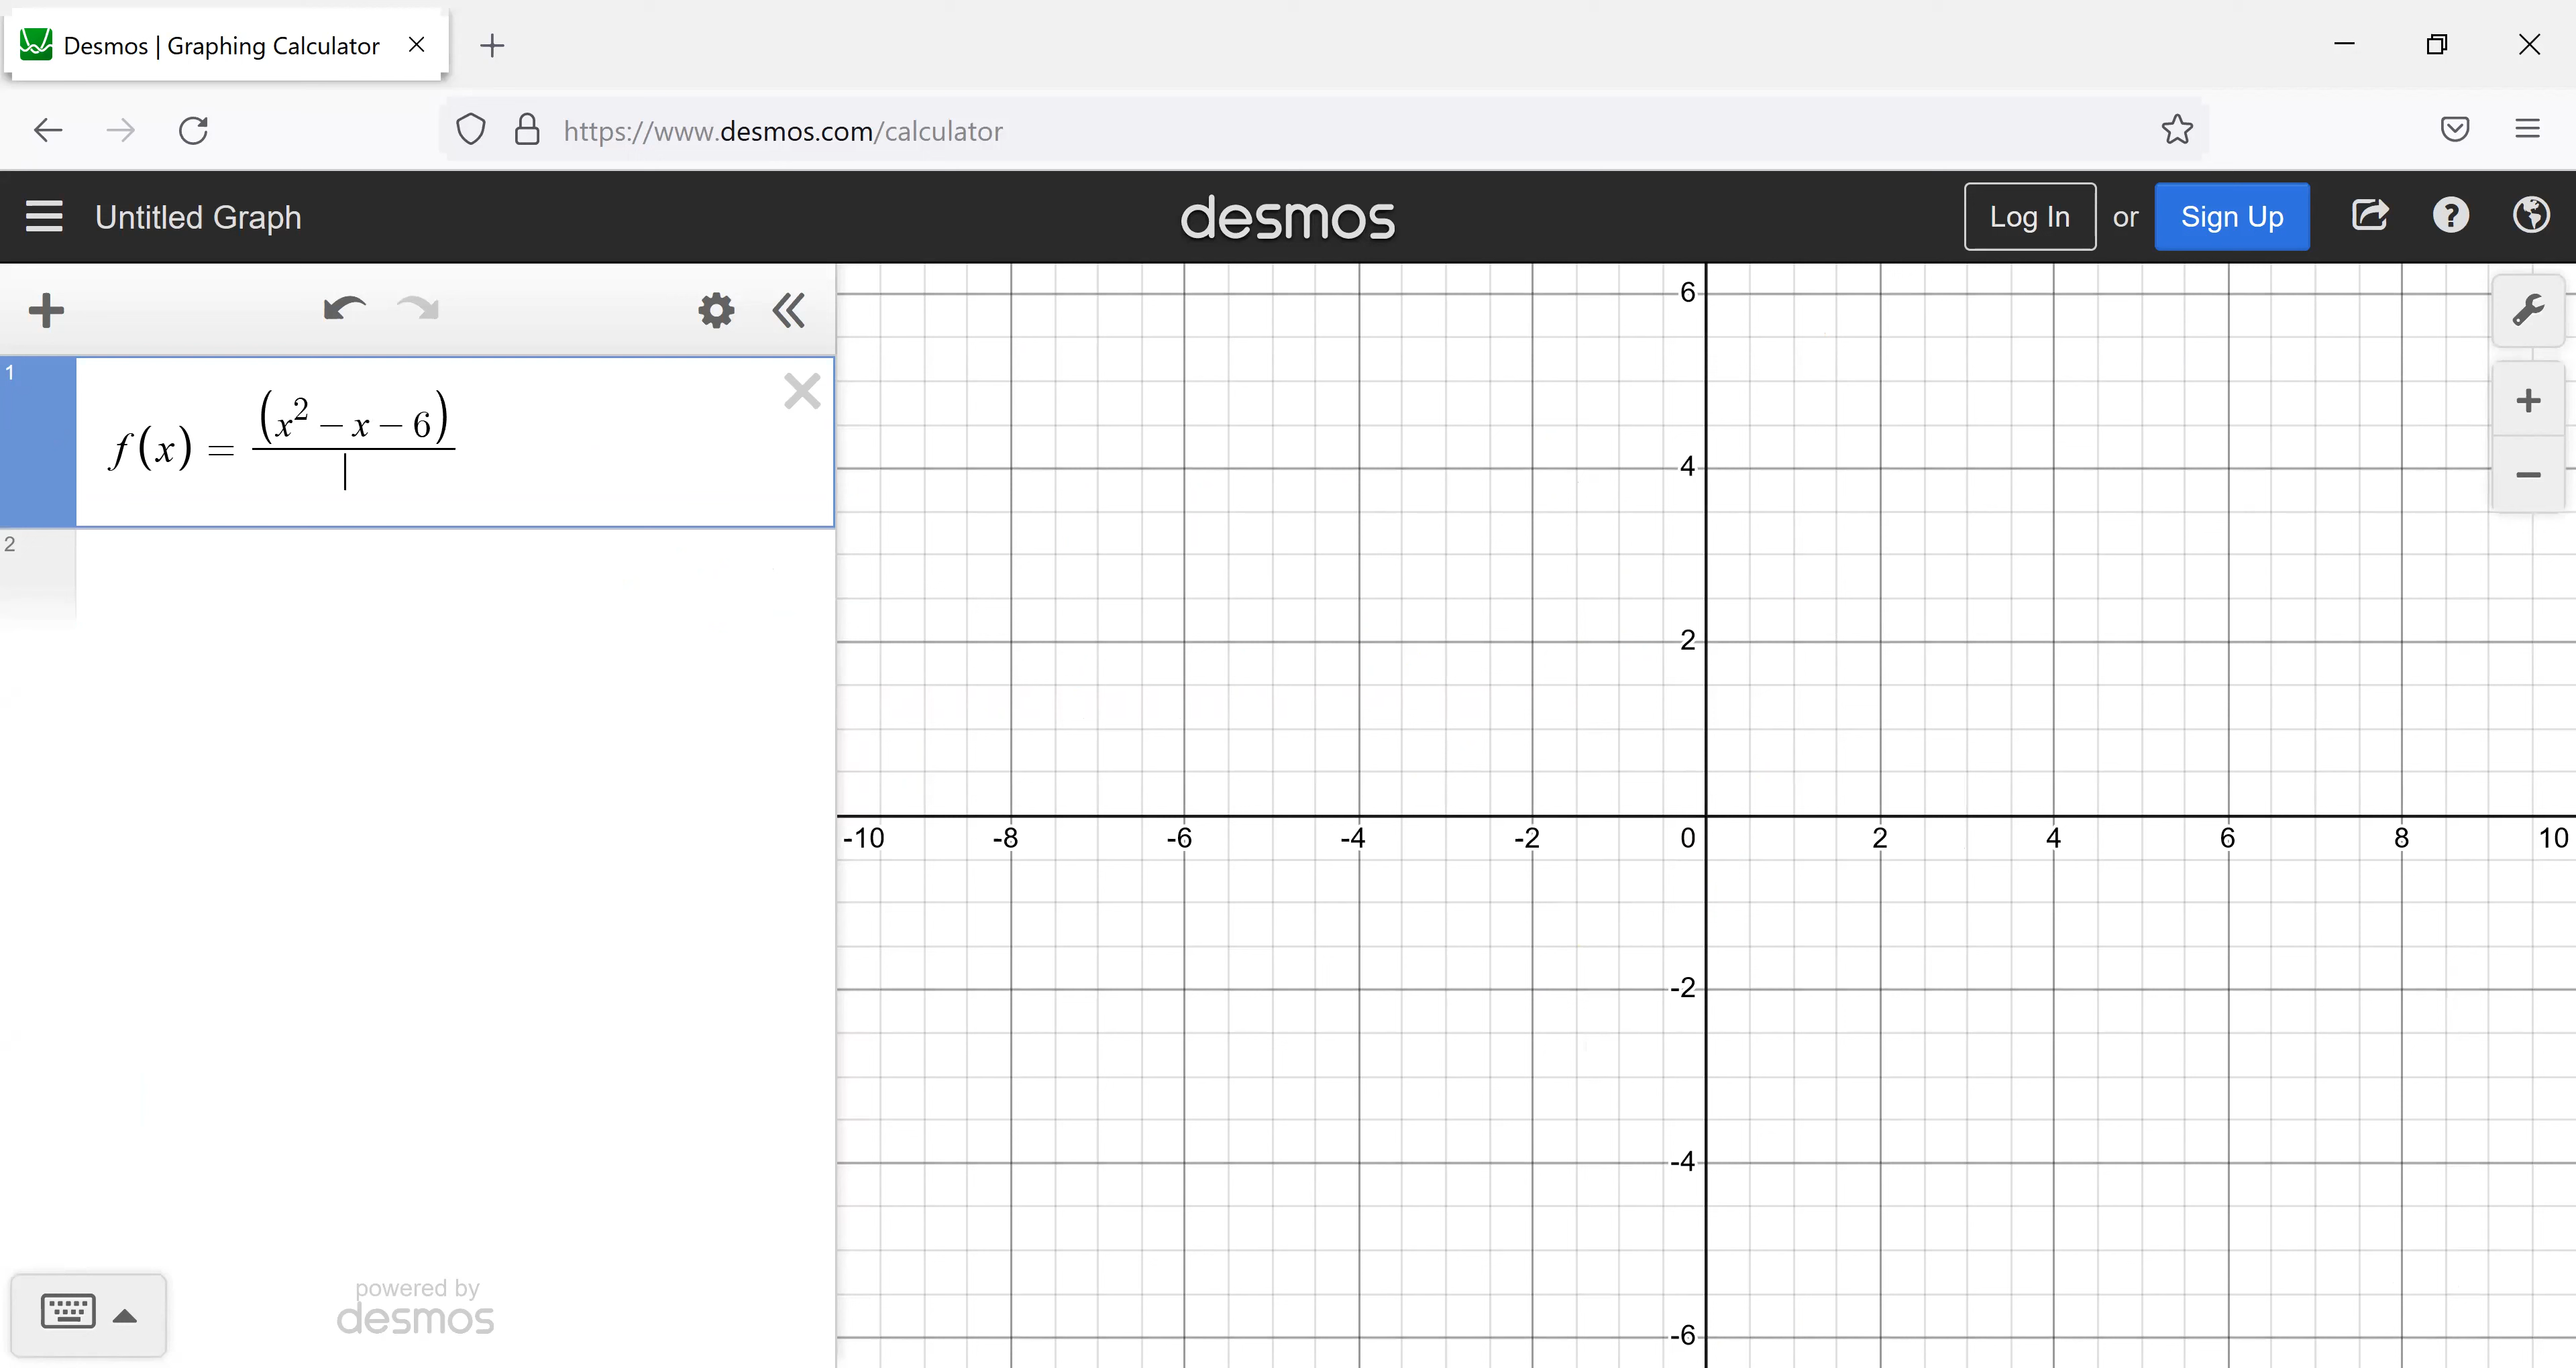 Desmos | Graphing Calculator
https://www.desmos.com/calculator
Untitled Graph
desmos
Log In or Sign Up
1
f(x) = (x² − x − 6)/
2
powered by
desmos
6
4
2
-10 -8 -6 -4 -2 0 2 4 6 8 10
-2
-4
-6